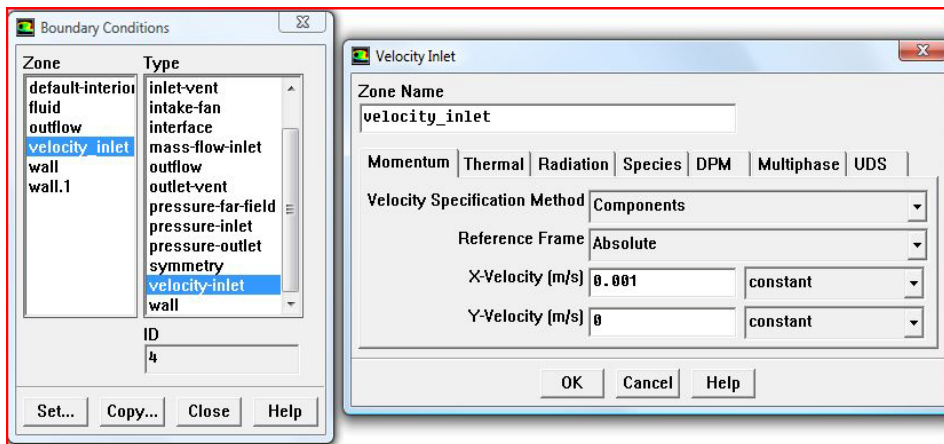 Boundary Conditions
Zone
default-interior
fluid
outflow
velocity_inlet
wall
wall.1
Type
inlet-vent
intake-fan
interface
mass-flow-inlet
outflow
outlet-vent
pressure-far-field
pressure-inlet
pressure-outlet
symmetry
velocity-inlet
wall
ID
4
Set... Copy... Close Help
Velocity Inlet
Zone Name
velocity_inlet
Momentum Thermal Radiation Species DPM Multiphase UDS
Velocity Specification Method Components
Reference Frame Absolute
X-Velocity (m/s) 0.001 constant
Y-Velocity (m/s) 0 constant
OK Cancel Help